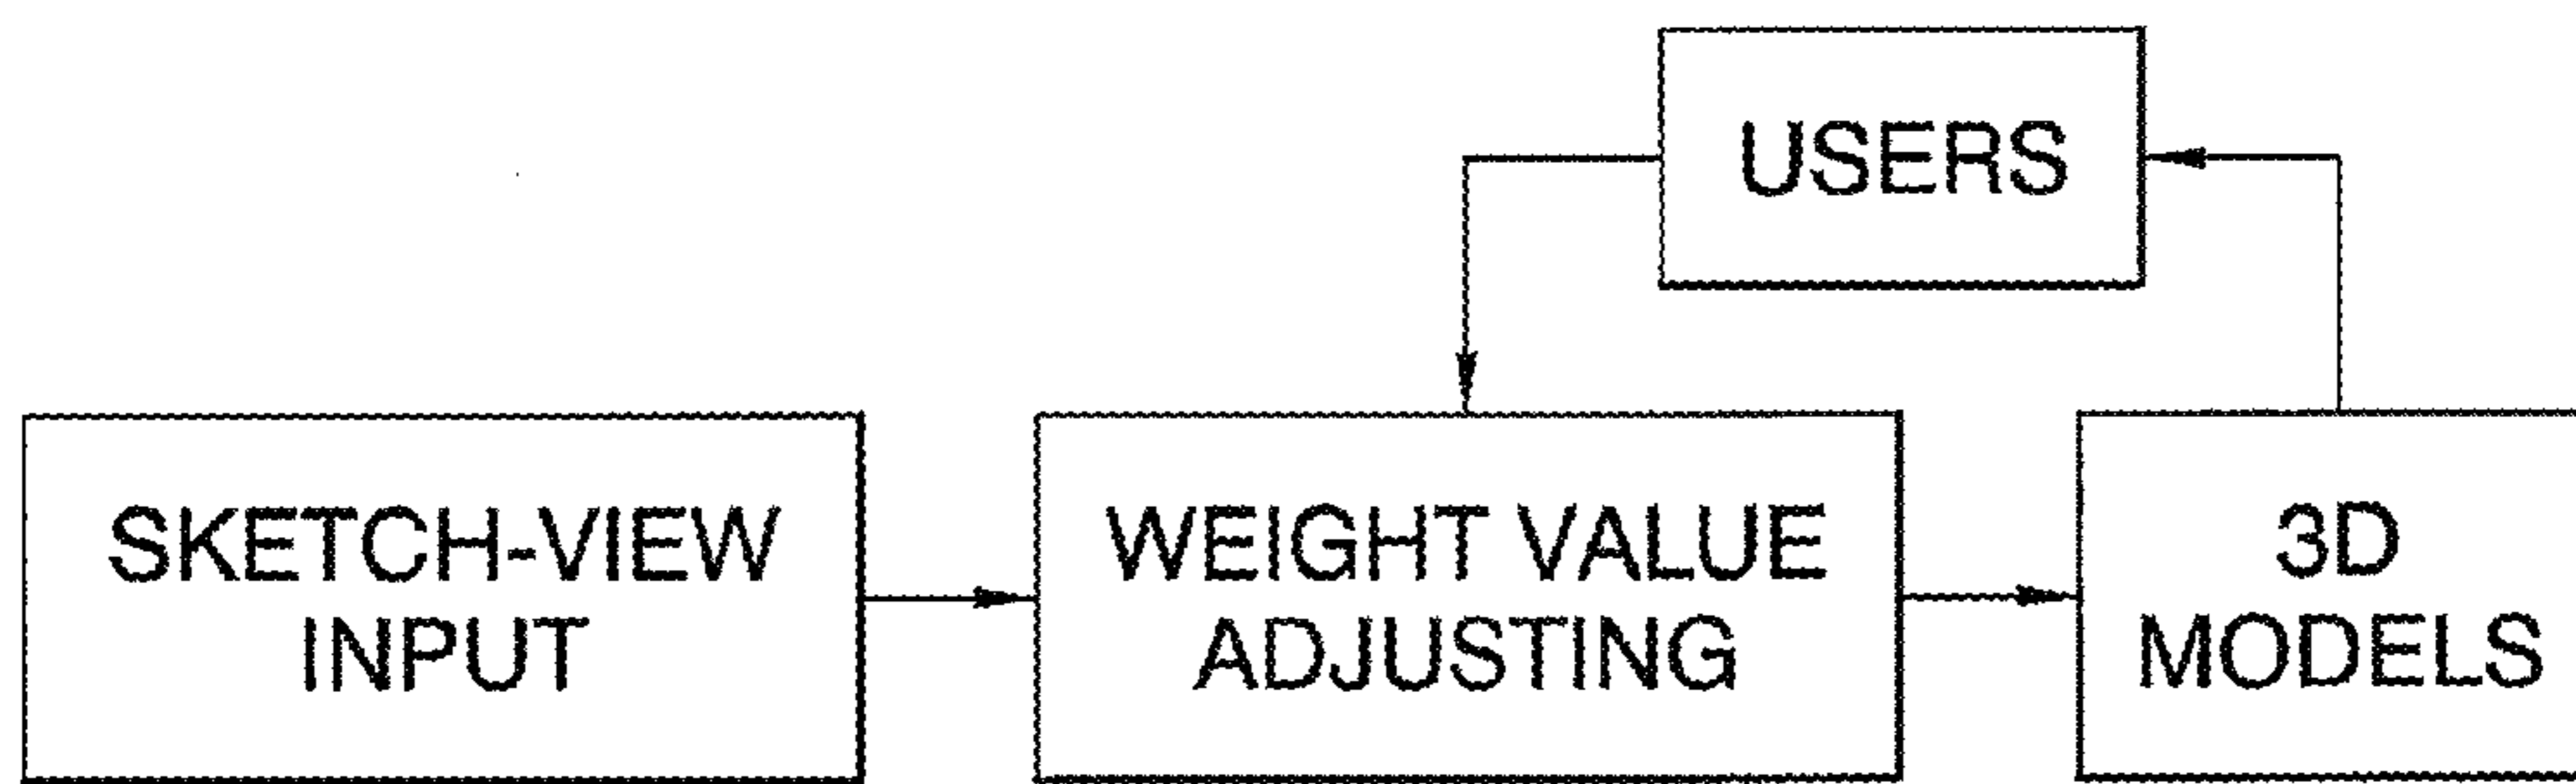 USERS
SKETCH-VIEW
INPUT
WEIGHT VALUE
ADJUSTING
3D
MODELS